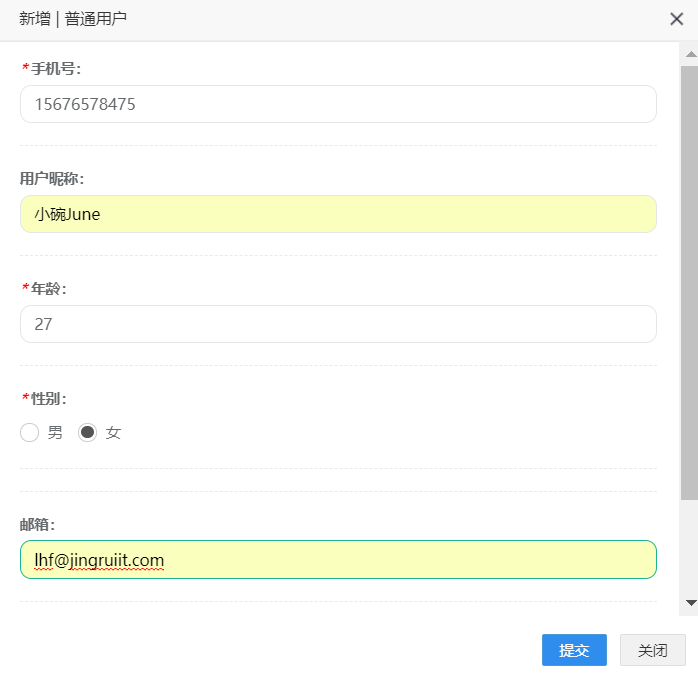 新增 | 普通用户
*手机号：
15676578475
用户昵称：
小碗June
*年龄：
27
*性别：
男 女
邮箱：
lhf@jingruiit.com
提交 关闭